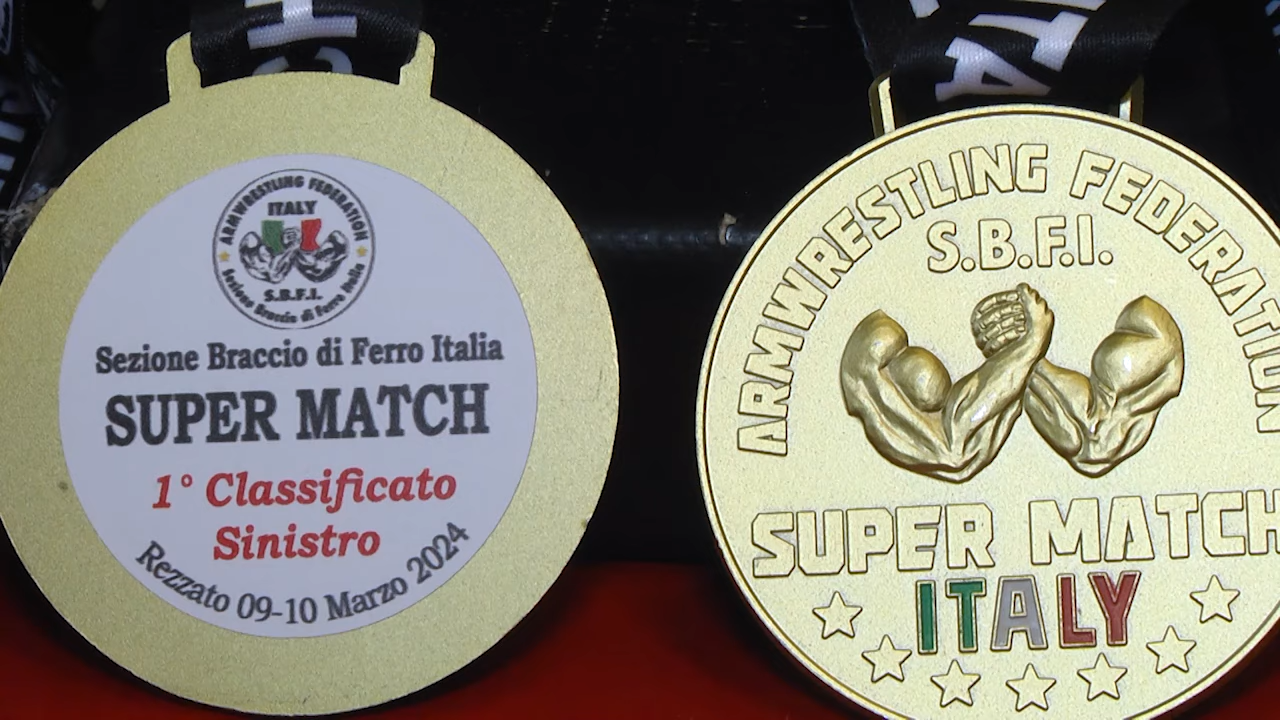 ARMWRESTLING FEDERATION
ITALY
S.B.F.I.
Sezione Braccio di Ferro Italia
Sezione Braccio di Ferro Italia
SUPER MATCH
1° Classificato
Sinistro
Rezzato 09-10 Marzo 2024
ARMWRESTLING FEDERATION
S.B.F.I.
SUPER MATCH
ITALY